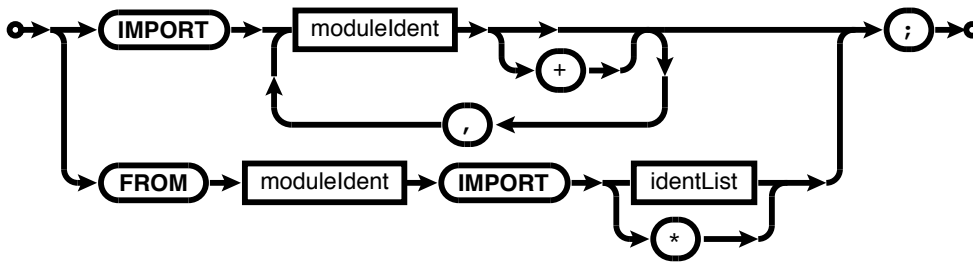 IMPORT moduleIdent ;
+
,
FROM moduleIdent IMPORT identList
*